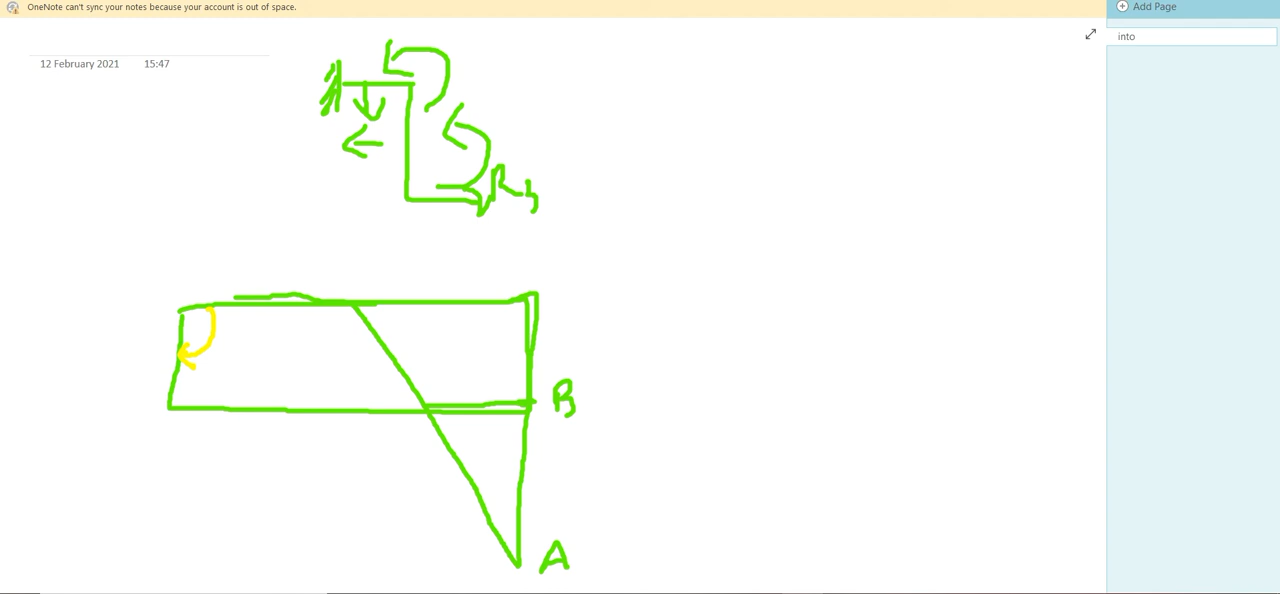 OneNote can't sync your notes because your account is out of space.
Add Page
into
12 February 2021 15:47
B
A